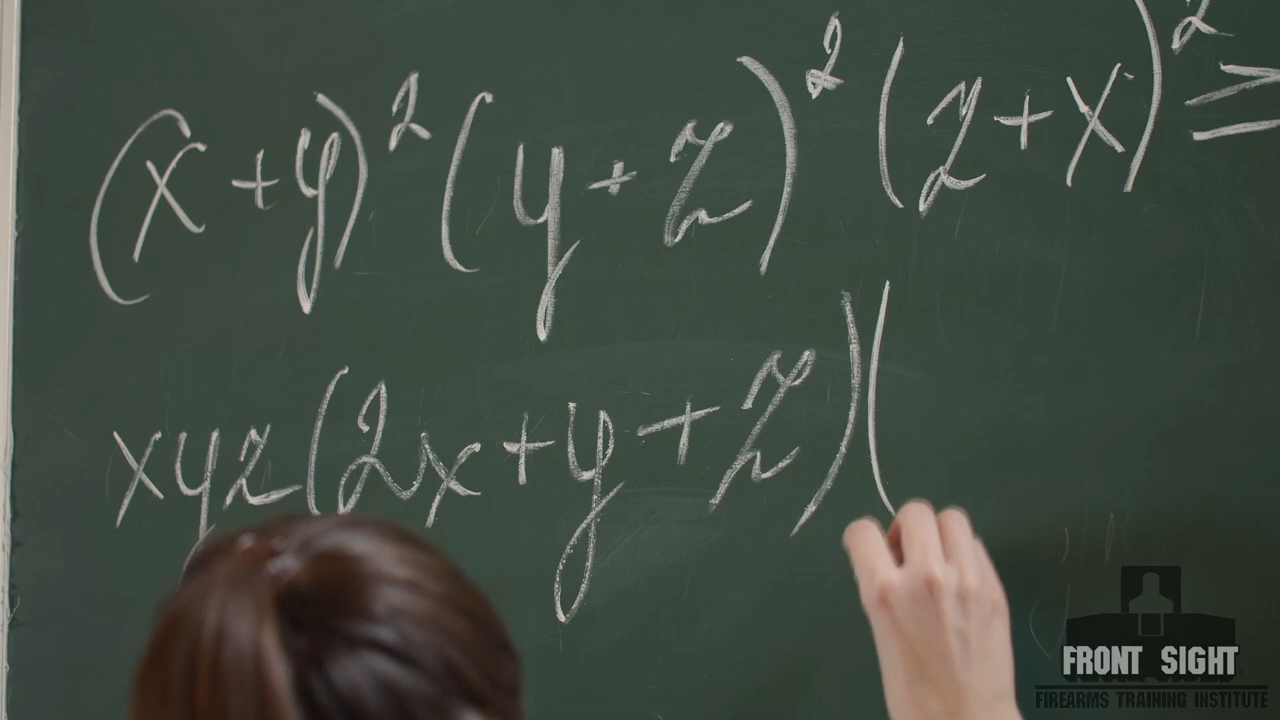 (x+y)²(y+z)²(z+x)²≥
xyz(2x+y+z)(
FRONT SIGHT
FIREARMS TRAINING INSTITUTE